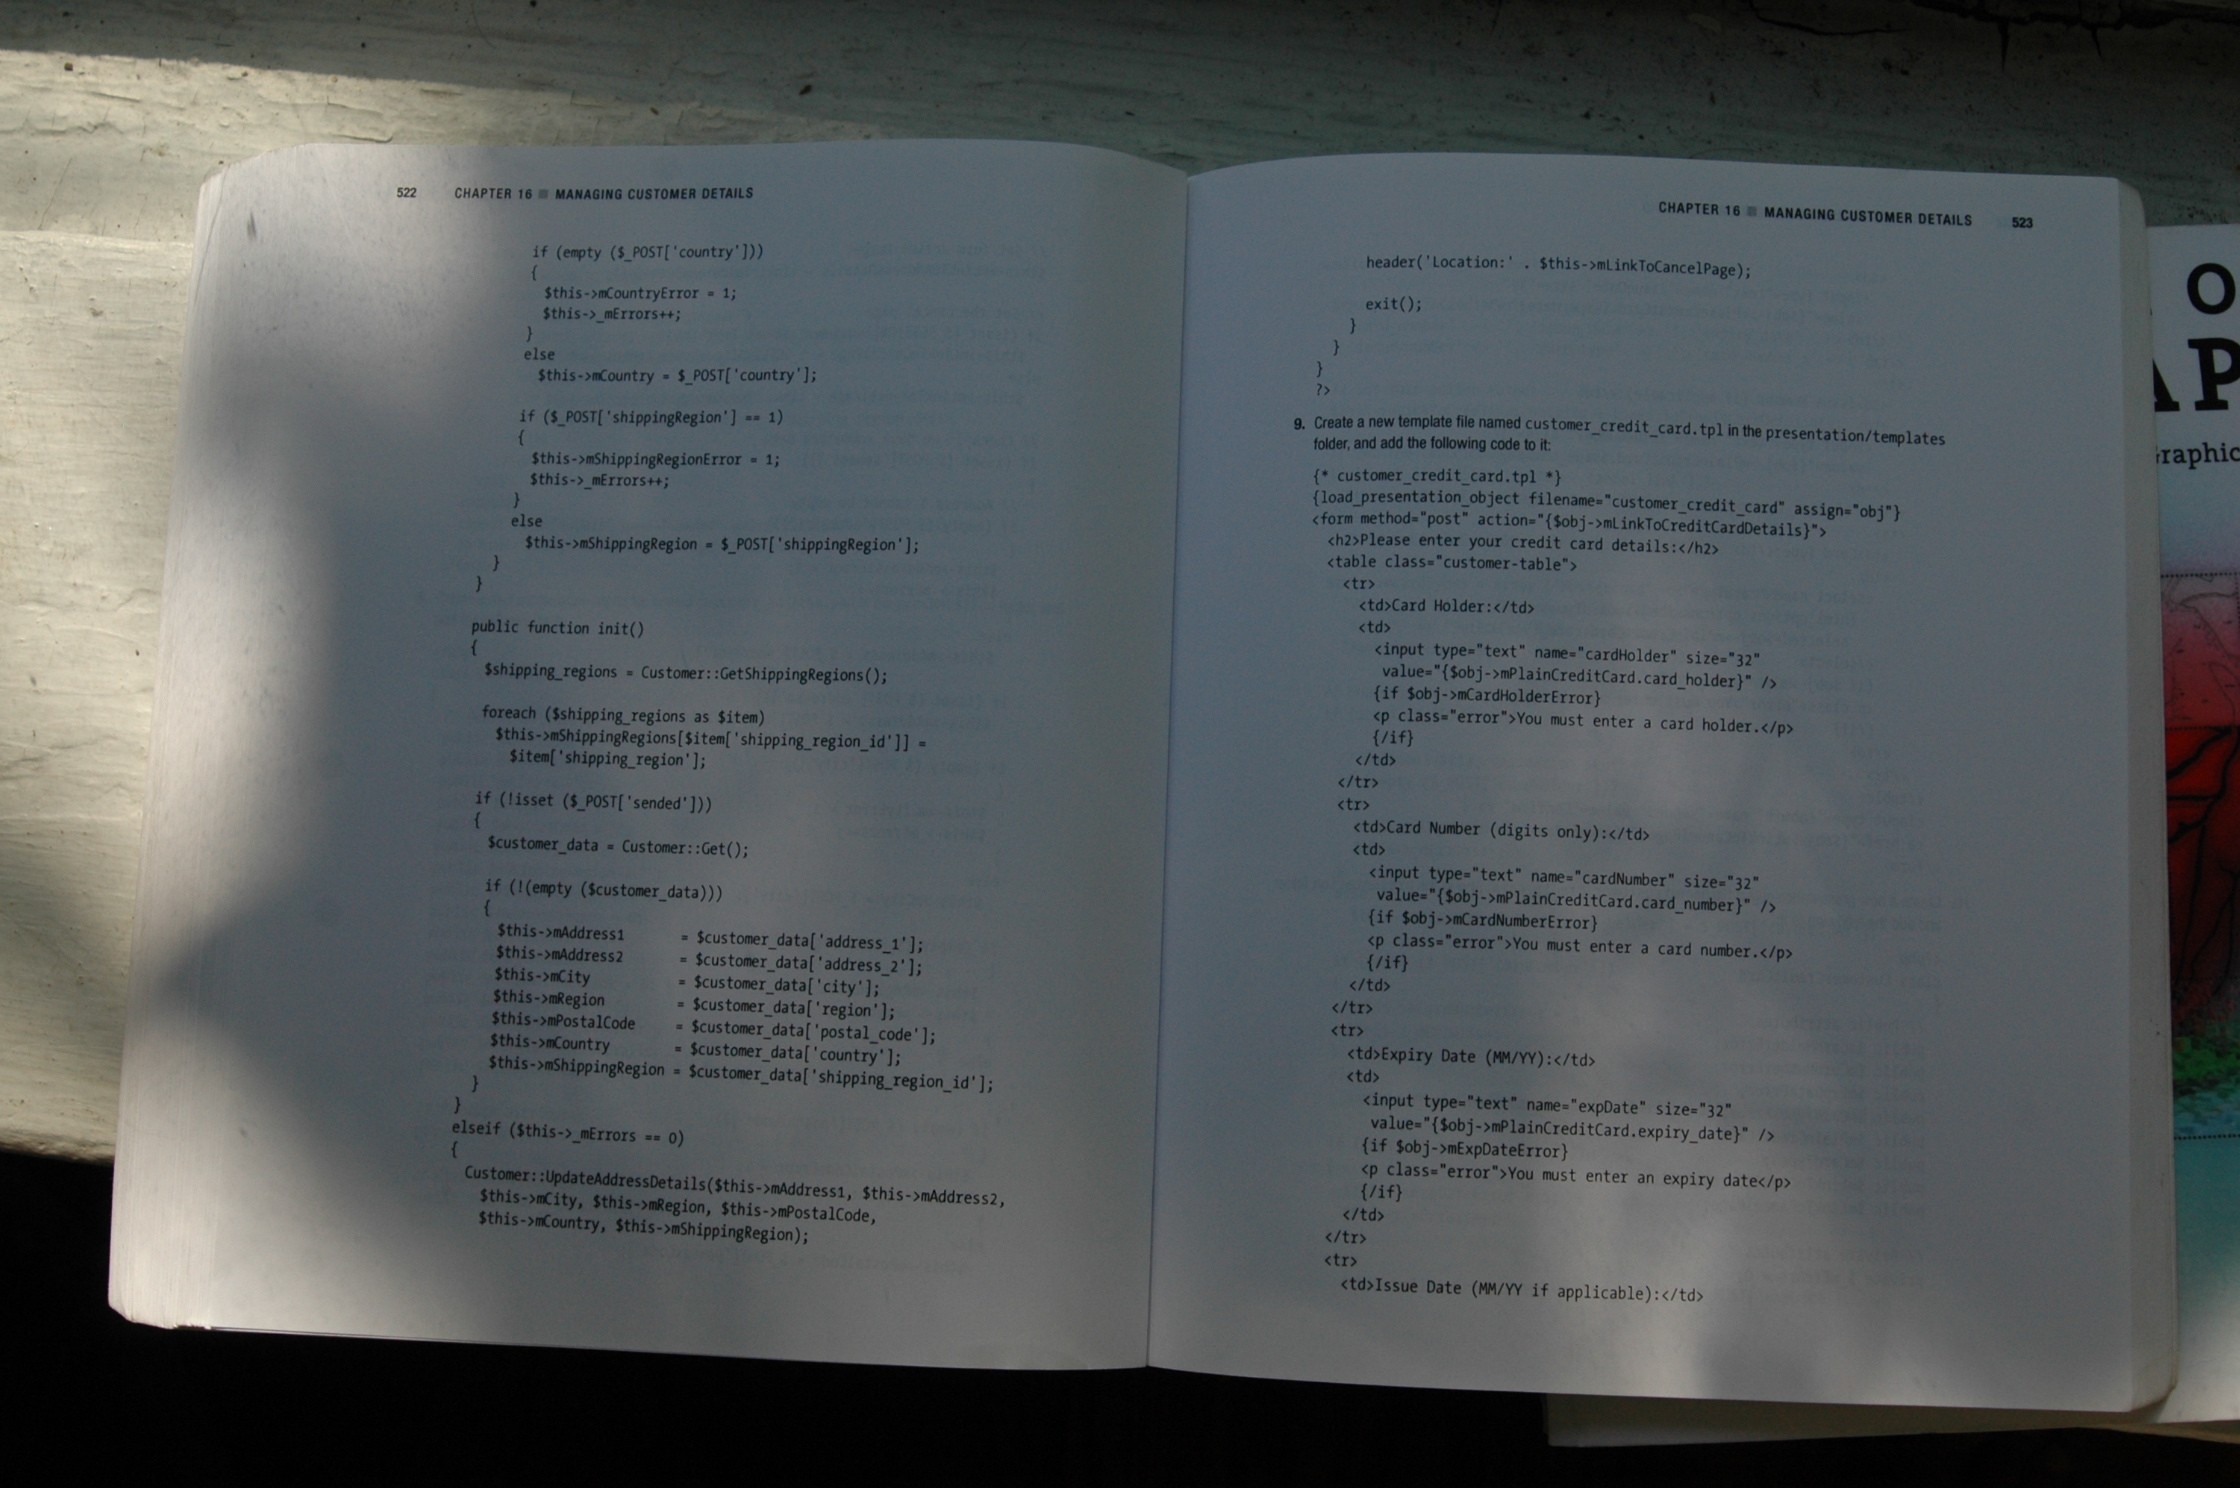 522 CHAPTER 16 ■ MANAGING CUSTOMER DETAILS
if (empty ($_POST['country']))
{
$this->mCountryError = 1;
$this->_mErrors++;
}
else
$this->mCountry = $_POST['country'];
if ($_POST['shippingRegion'] == 1)
{
$this->mShippingRegionError = 1;
$this->_mErrors++;
}
else
$this->mShippingRegion = $_POST['shippingRegion'];
}
}
public function init()
{
$shipping_regions = Customer::GetShippingRegions();
foreach ($shipping_regions as $item)
$this->mShippingRegions[$item['shipping_region_id']] =
$item['shipping_region'];
if (!isset ($_POST['sended']))
{
$customer_data = Customer::Get();
if (!(empty ($customer_data)))
{
$this->mAddress1 = $customer_data['address_1'];
$this->mAddress2 = $customer_data['address_2'];
$this->mCity = $customer_data['city'];
$this->mRegion = $customer_data['region'];
$this->mPostalCode = $customer_data['postal_code'];
$this->mCountry = $customer_data['country'];
$this->mShippingRegion = $customer_data['shipping_region_id'];
}
}
elseif ($this->_mErrors == 0)
{
Customer::UpdateAddressDetails($this->mAddress1, $this->mAddress2,
$this->mCity, $this->mRegion, $this->mPostalCode,
$this->mCountry, $this->mShippingRegion);
CHAPTER 16 ■ MANAGING CUSTOMER DETAILS 523
header('Location:' . $this->mLinkToCancelPage);
exit();
}
}
}
?>
9. Create a new template file named customer_credit_card.tpl in the presentation/templates
folder, and add the following code to it:
{* customer_credit_card.tpl *}
{load_presentation_object filename="customer_credit_card" assign="obj"}
<form method="post" action="{$obj->mLinkToCreditCardDetails}">
<h2>Please enter your credit card details:</h2>
<table class="customer-table">
<tr>
<td>Card Holder:</td>
<td>
<input type="text" name="cardHolder" size="32"
value="{$obj->mPlainCreditCard.card_holder}" />
{if $obj->mCardHolderError}
<p class="error">You must enter a card holder.</p>
{/if}
</td>
</tr>
<tr>
<td>Card Number (digits only):</td>
<td>
<input type="text" name="cardNumber" size="32"
value="{$obj->mPlainCreditCard.card_number}" />
{if $obj->mCardNumberError}
<p class="error">You must enter a card number.</p>
{/if}
</td>
</tr>
<tr>
<td>Expiry Date (MM/YY):</td>
<td>
<input type="text" name="expDate" size="32"
value="{$obj->mPlainCreditCard.expiry_date}" />
{if $obj->mExpDateError}
<p class="error">You must enter an expiry date</p>
{/if}
</td>
</tr>
<tr>
<td>Issue Date (MM/YY if applicable):</td>
O
AP
raphic